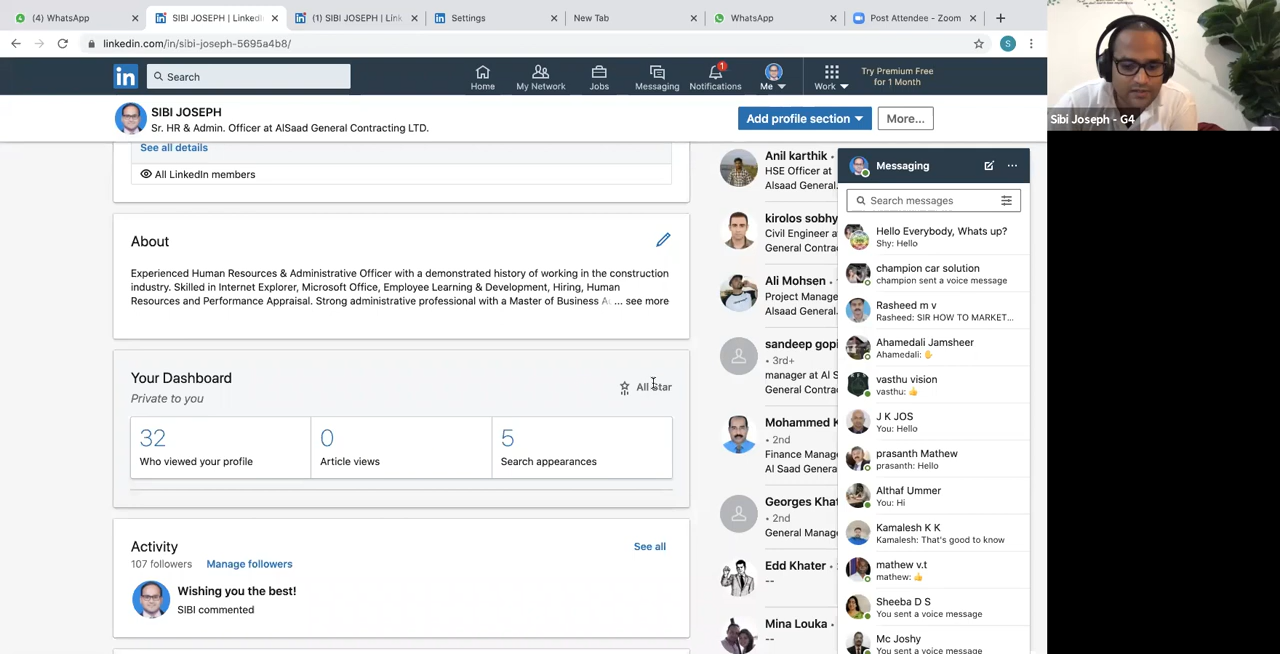 (4) WhatsApp
SIBI JOSEPH | LinkedIn
(1) SIBI JOSEPH | Link
Settings
New Tab
WhatsApp
Post Attendee - Zoom
linkedin.com/in/sibi-joseph-5695a4b8/
S
in
Search
Home
My Network
Jobs
Messaging
1
Notifications
Me
Work
Try Premium Free
for 1 Month
SIBI JOSEPH
Sr. HR & Admin. Officer at AlSaad General Contracting LTD.
Add profile section
More...
See all details
All LinkedIn members
About
Experienced Human Resources & Administrative Officer with a demonstrated history of working in the construction
industry. Skilled in Internet Explorer, Microsoft Office, Employee Learning & Development, Hiring, Human
Resources and Performance Appraisal. Strong administrative professional with a Master of Business ... see more
Your Dashboard
Private to you
All Star
32
Who viewed your profile
0
Article views
5
Search appearances
Activity
107 followers
Manage followers
See all
Wishing you the best!
SIBI commented
Anil karthik •
HSE Officer at
Alsaad General
kirolos sobhy
Civil Engineer a
General Contra
Ali Mohsen •
Project Manage
Alsaad General
sandeep gopi
• 3rd+
manager at Al S
General Contra
Mohammed K
• 2nd
Finance Manage
Al Saad Genera
Georges Khat
• 2nd
General Manag
Edd Khater •
--
Mina Louka •
--
Messaging
Search messages
Hello Everybody, Whats up?
Shy: Hello
champion car solution
champion sent a voice message
Rasheed m v
Rasheed: SIR HOW TO MARKET...
Ahamedali Jamsheer
Ahamedali: ✋
vasthu vision
vasthu: 👍
J K JOS
You: Hello
prasanth Mathew
prasanth: Hello
Althaf Ummer
You: Hi
Kamalesh K K
Kamalesh: That's good to know
mathew v.t
mathew: 👍
Sheeba D S
You sent a voice message
Mc Joshy
You sent a voice message
Sibi Joseph - G4